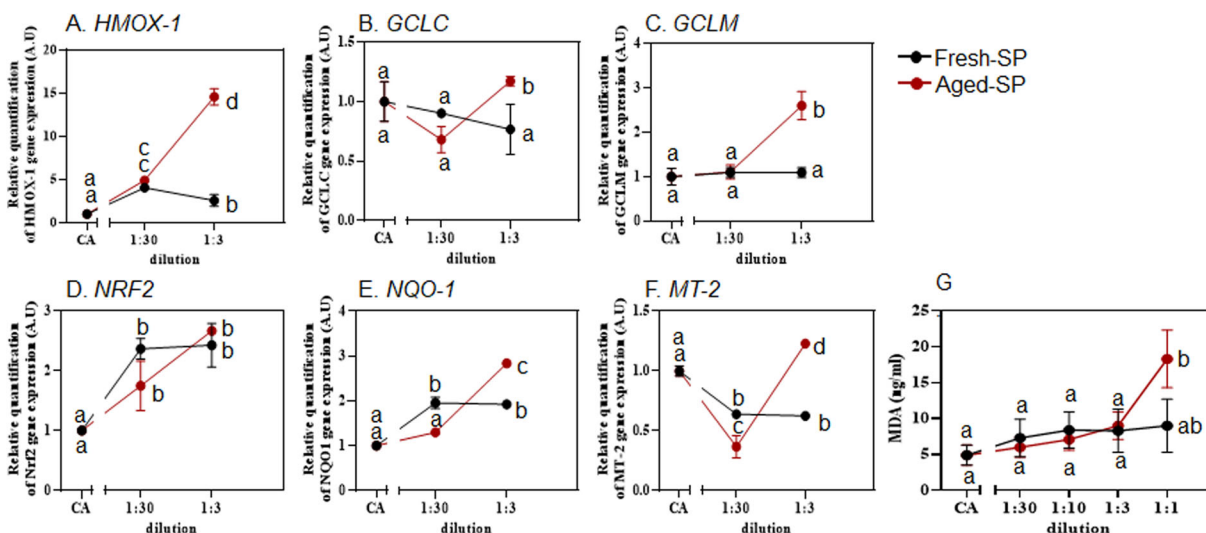 A. HMOX-1
Relative quantification
of HMOX-1 gene expression (A.U)
20
15
10
5
0
a
a
c
c
d
b
CA
1:30
1:3
dilution
B. GCLC
Relative quantification
of GCLC gene expression (A.U)
1.5
1.0
0.5
0.0
a
a
a
a
b
a
CA
1:30
1:3
dilution
C. GCLM
Relative quantification
of GCLM gene expression (A.U)
4
3
2
1
0
a
a
a
a
b
a
CA
1:30
1:3
dilution
Fresh-SP
Aged-SP
D. NRF2
Relative quantification
of Nrf2 gene expression (A.U)
3
2
1
0
a
a
b
b
b
b
CA
1:30
1:3
dilution
E. NQO-1
Relative quantification
of NQO1 gene expression (A.U)
4
3
2
1
0
a
a
b
a
c
b
CA
1:30
1:3
dilution
F. MT-2
Relative quantification
of MT-2 gene expression (A.U)
1.5
1.0
0.5
0.0
a
a
b
c
d
b
CA
1:30
1:3
dilution
G
MDA (ug/ml)
25
20
15
10
5
0
a
a
a
a
a
a
a
a
b
ab
CA
1:30
1:10
1:3
1:1
dilution